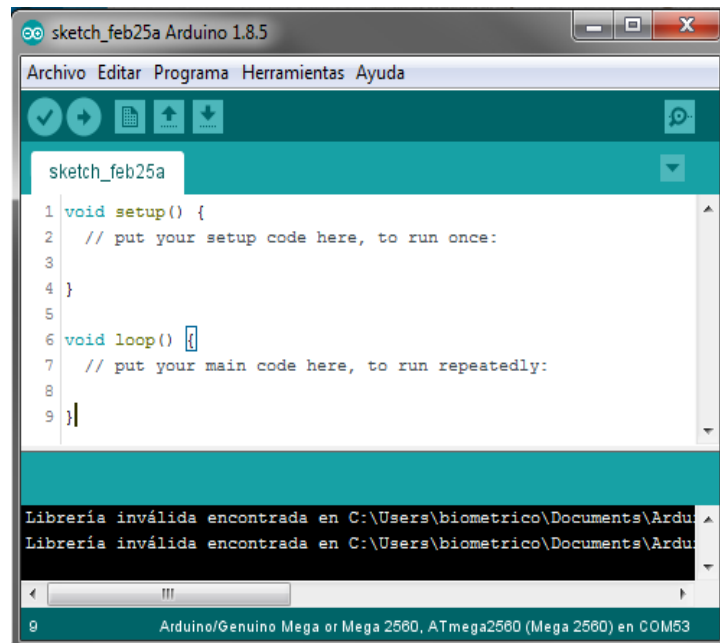 sketch_feb25a Arduino 1.8.5
Archivo Editar Programa Herramientas Ayuda
sketch_feb25a
1 void setup() {
2 // put your setup code here, to run once:
3
4 }
5
6 void loop() {
7 // put your main code here, to run repeatedly:
8
9 }
Librería inválida encontrada en C:\Users\biometrico\Documents\Ardu
Librería inválida encontrada en C:\Users\biometrico\Documents\Ardu
9 Arduino/Genuino Mega or Mega 2560, ATmega2560 (Mega 2560) en COM53